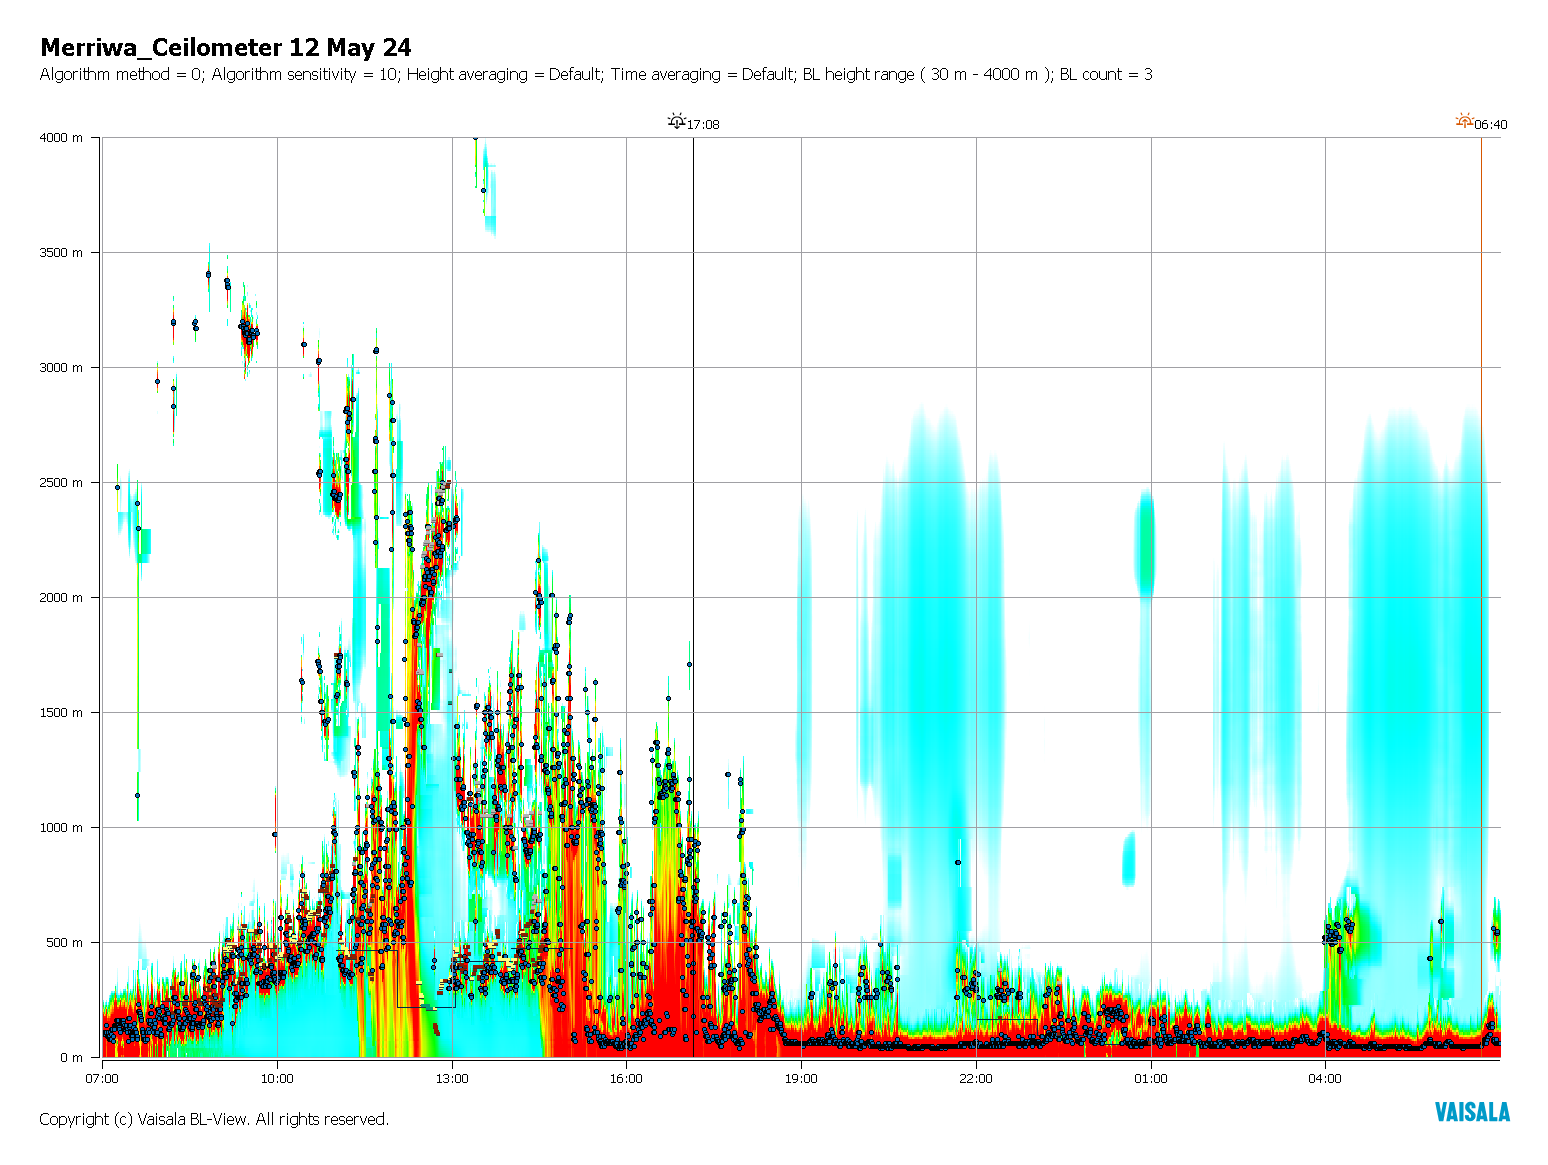 Merriwa_Ceilometer 12 May 24
Algorithm method = 0; Algorithm sensitivity = 10; Height averaging = Default; Time averaging = Default; BL height range ( 30 m - 4000 m ); BL count = 3
17:08 06:40
4000 m
3500 m
3000 m
2500 m
2000 m
1500 m
1000 m
500 m
0 m
07:00 10:00 13:00 16:00 19:00 22:00 01:00 04:00
Copyright (c) Vaisala BL-View. All rights reserved.
VAISALA